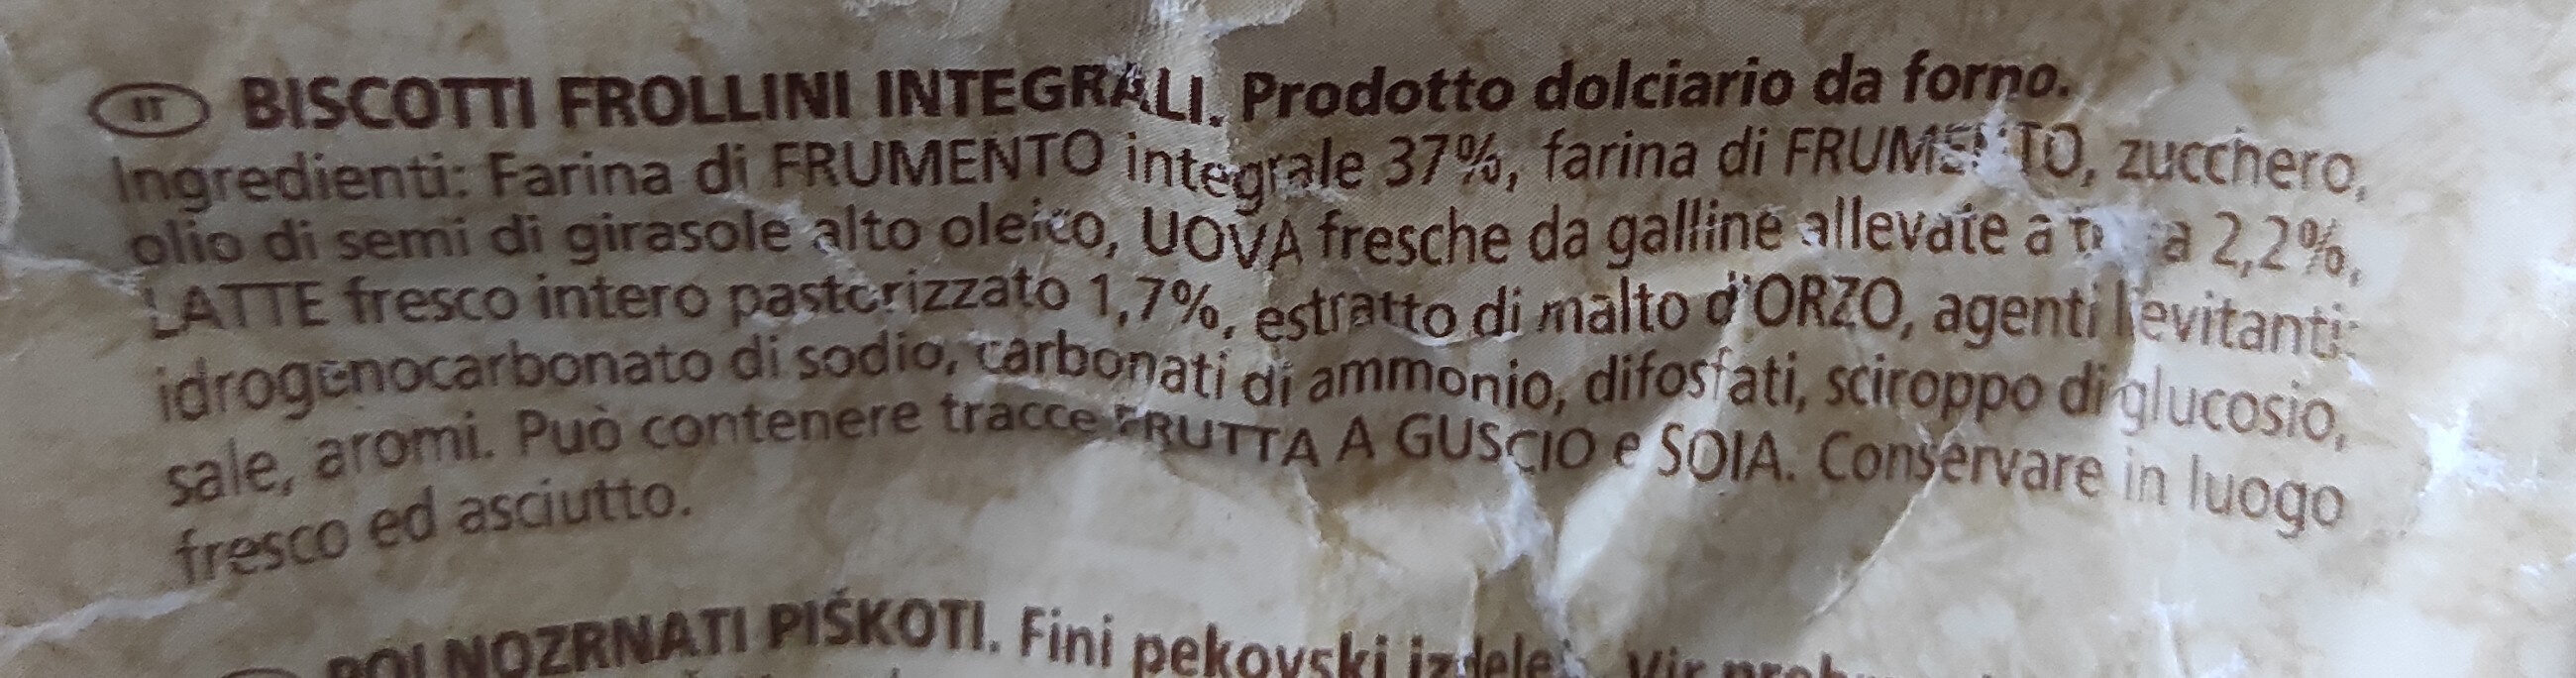 IT BISCOTTI FROLLINI INTEGRALI. Prodotto dolciario da forno.
Ingredienti: Farina di FRUMENTO integrale 37%, farina di FRUMENTO, zucchero,
olio di semi di girasole alto oleico, UOVA fresche da galline allevate a 2,2%,
LATTE fresco intero pastorizzato 1,7%, estratto di malto d'ORZO, agenti lievitanti:
idrogenocarbonato di sodio, carbonati di ammonio, difosfati, sciroppo di glucosio,
sale, aromi. Può contenere tracce FRUTTA A GUSCIO e SOIA. Conservare in luogo
fresco ed asciutto.
POLNOZRNATI PIŠKOTI. Fini pekovski